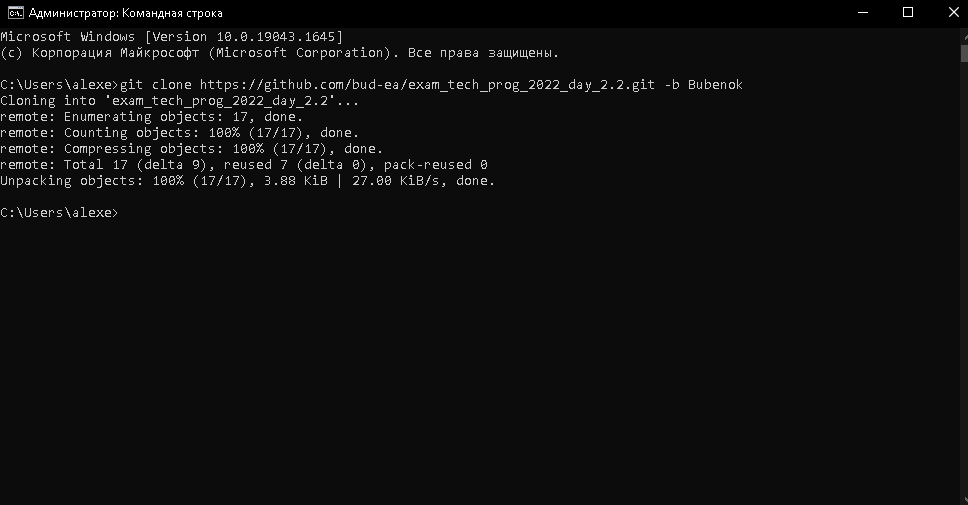 Администратор: Командная строка
Microsoft Windows [Version 10.0.19043.1645]
(c) Корпорация Майкрософт (Microsoft Corporation). Все права защищены.
C:\Users\alexe>git clone https://github.com/bud-ea/exam_tech_prog_2022_day_2.2.git -b Bubenok
Cloning into 'exam_tech_prog_2022_day_2.2'...
remote: Enumerating objects: 17, done.
remote: Counting objects: 100% (17/17), done.
remote: Compressing objects: 100% (17/17), done.
remote: Total 17 (delta 9), reused 7 (delta 0), pack-reused 0
Unpacking objects: 100% (17/17), 3.88 KiB | 27.00 KiB/s, done.
C:\Users\alexe>